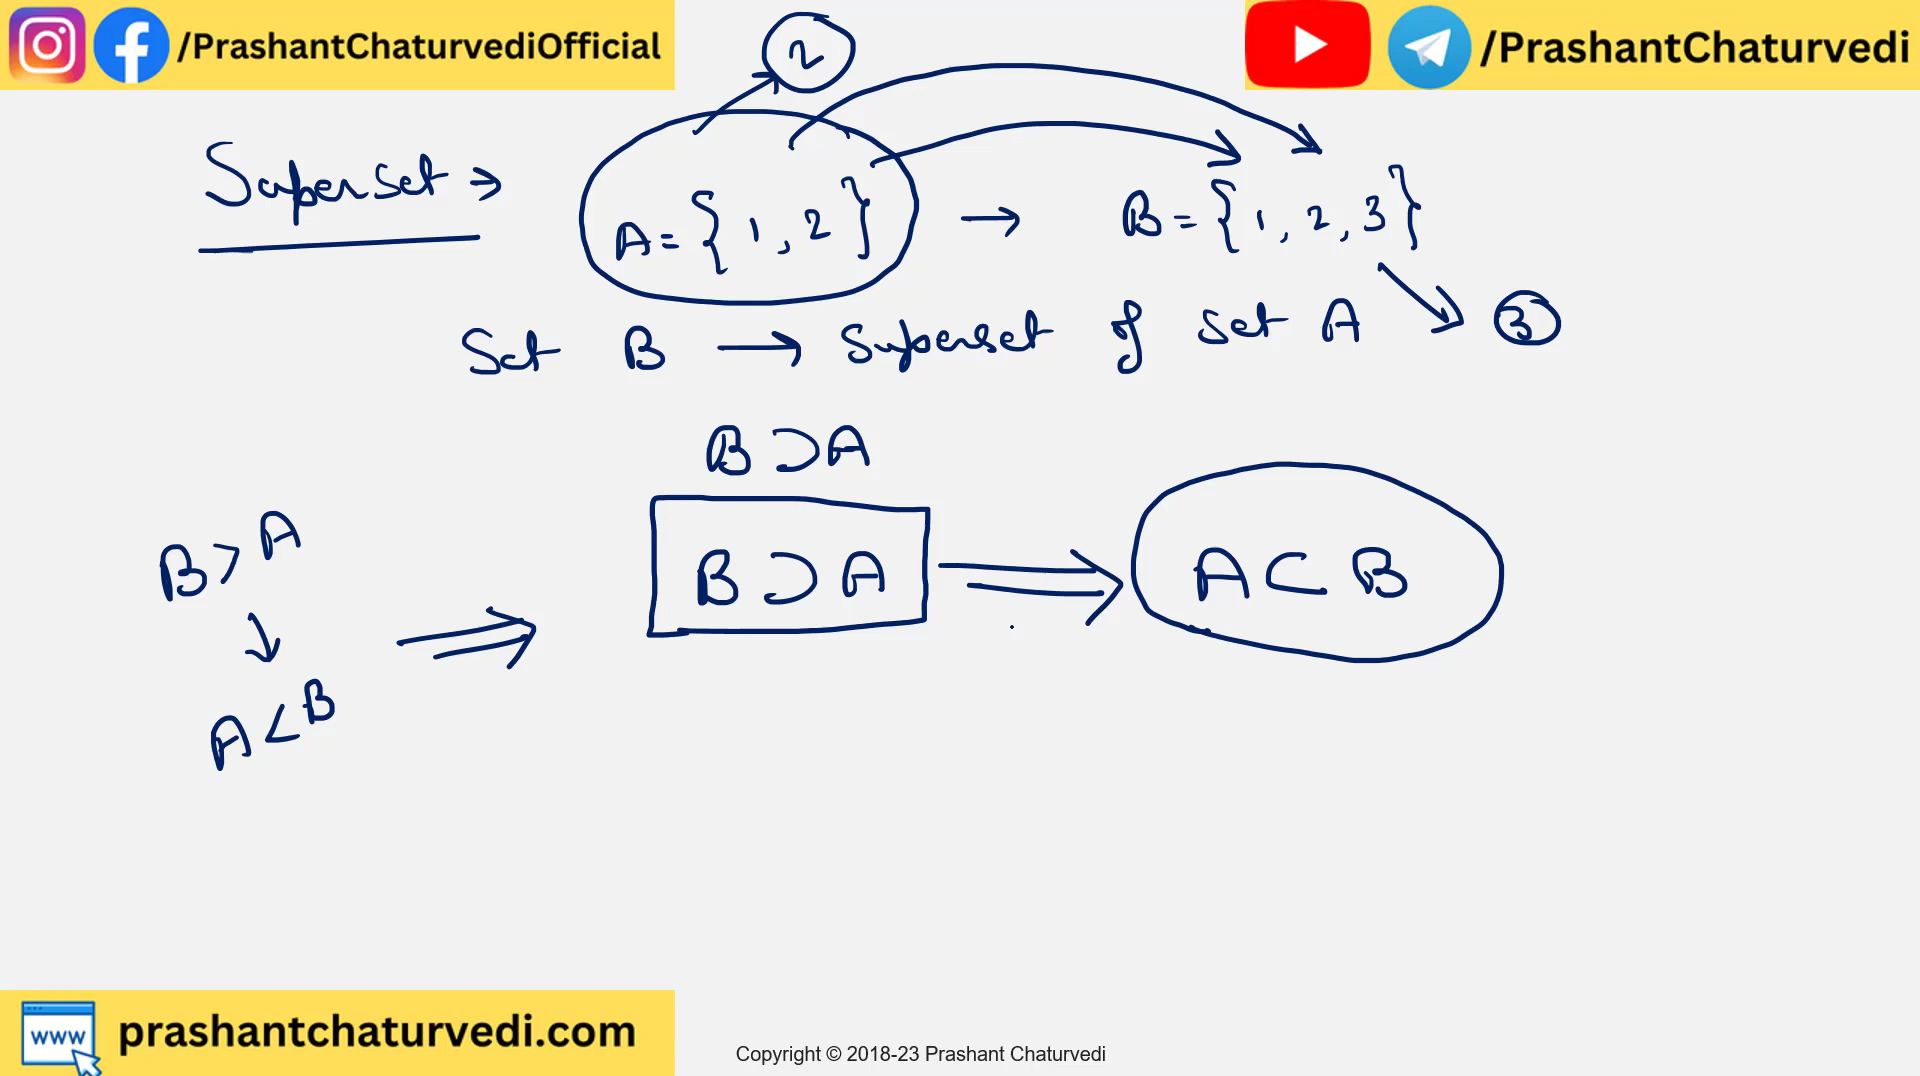 /PrashantChaturvediOfficial
/PrashantChaturvedi
2
Superset →
A = {1, 2} → B = {1, 2, 3}
Set B → Superset of set A
3
B ⊃ A
B > A
B ⊃ A ⟹ A ⊂ B
↓
⟹
A < B
www
prashantchaturvedi.com
Copyright © 2018-23 Prashant Chaturvedi